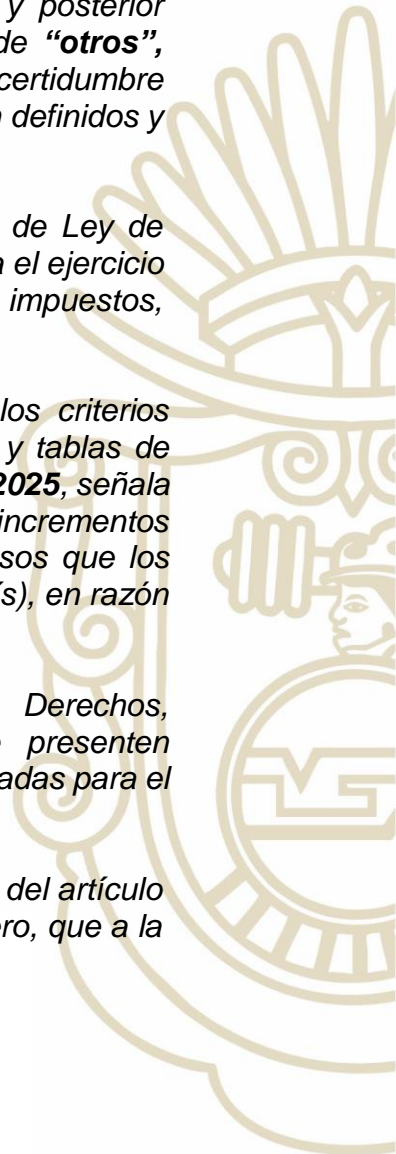 y posterior
de “otros”,
certidumbre
definidos y
de Ley de
a el ejercicio
impuestos,
los criterios
y tablas de
2025, señala
incrementos
sos que los
s), en razón
Derechos,
presenten
adas para el
del artículo
ero, que a la